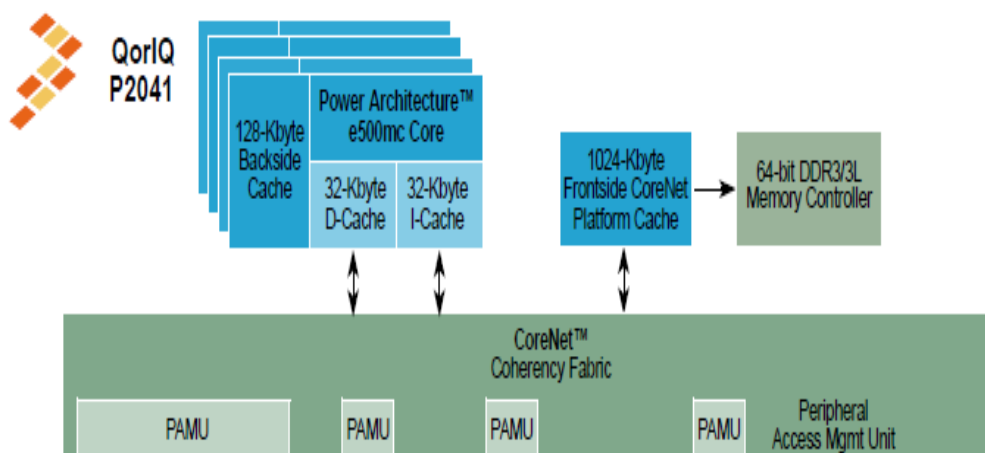 QorIQ
P2041
128-Kbyte
Backside
Cache
Power Architecture™
e500mc Core
32-Kbyte
D-Cache
32-Kbyte
I-Cache
1024-Kbyte
Frontside CoreNet
Platform Cache
64-bit DDR3/3L
Memory Controller
CoreNet™
Coherency Fabric
PAMU
PAMU
PAMU
PAMU
Peripheral
Access Mgmt Unit